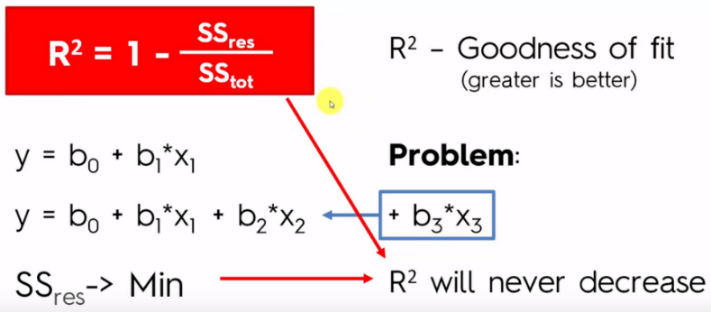 R² = 1 - SSres / SStot
R² – Goodness of fit
(greater is better)
y = b₀ + b₁*x₁
Problem:
y = b₀ + b₁*x₁ + b₂*x₂
+ b₃*x₃
SSres-> Min
R² will never decrease